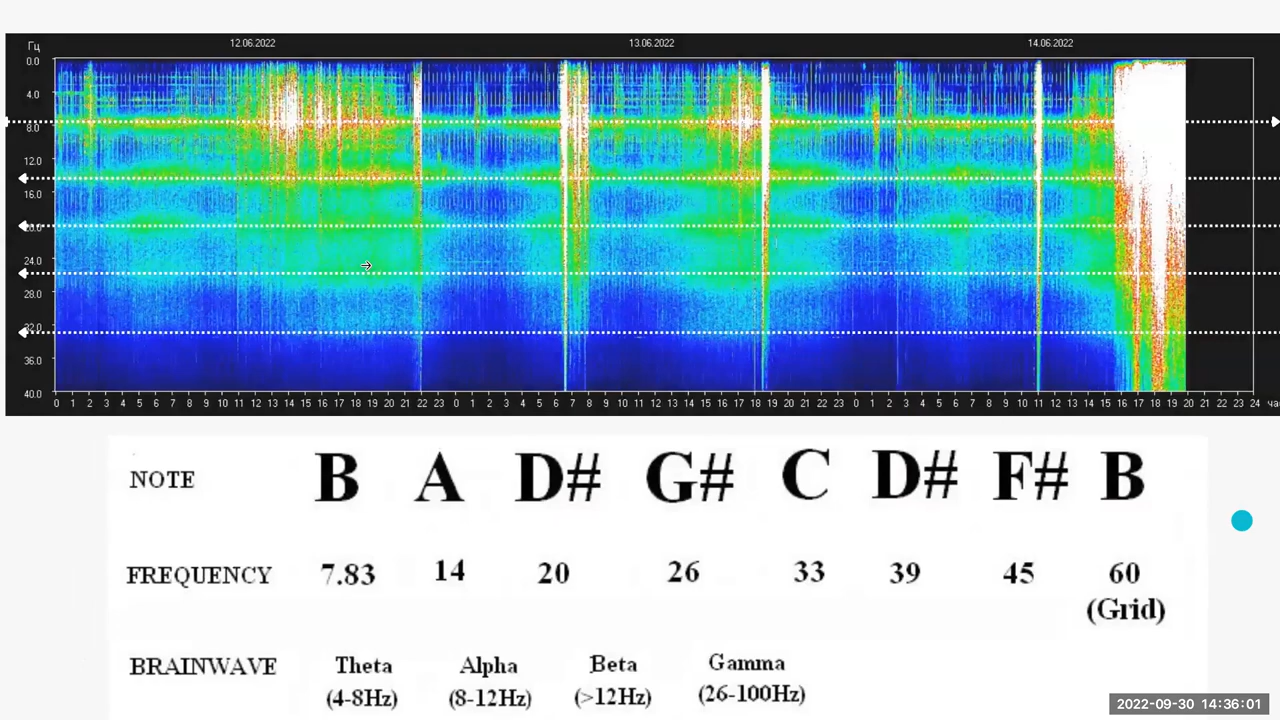 12.06.2022 13.06.2022 14.06.2022
Гц
0.0
4.0
8.0
12.0
16.0
20.0
24.0
28.0
32.0
36.0
40.0
0 1 2 3 4 5 6 7 8 9 10 11 12 13 14 15 16 17 18 19 20 21 22 23 0 1 2 3 4 5 6 7 8 9 10 11 12 13 14 15 16 17 18 19 20 21 22 23 0 1 2 3 4 5 6 7 8 9 10 11 12 13 14 15 16 17 18 19 20 21 22 23 24
NOTE B A D# G# C D# F# B
FREQUENCY 7.83 14 20 26 33 39 45 60
(Grid)
BRAINWAVE Theta Alpha Beta Gamma
(4-8Hz) (8-12Hz) (>12Hz) (26-100Hz)
2022-09-30 14:36:01